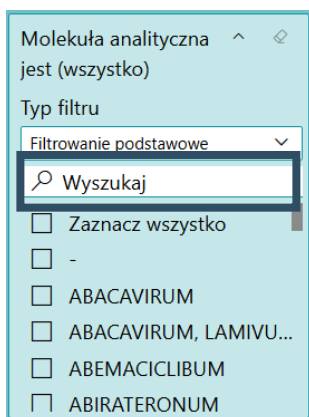 Molekuła analityczna
jest (wszystko)
Typ filtru
Filtrowanie podstawowe
Wyszukaj
Zaznacz wszystko
-
ABACAVIRUM
ABACAVIRUM, LAMIVU...
ABEMACICLIBUM
ABIRATERONUM